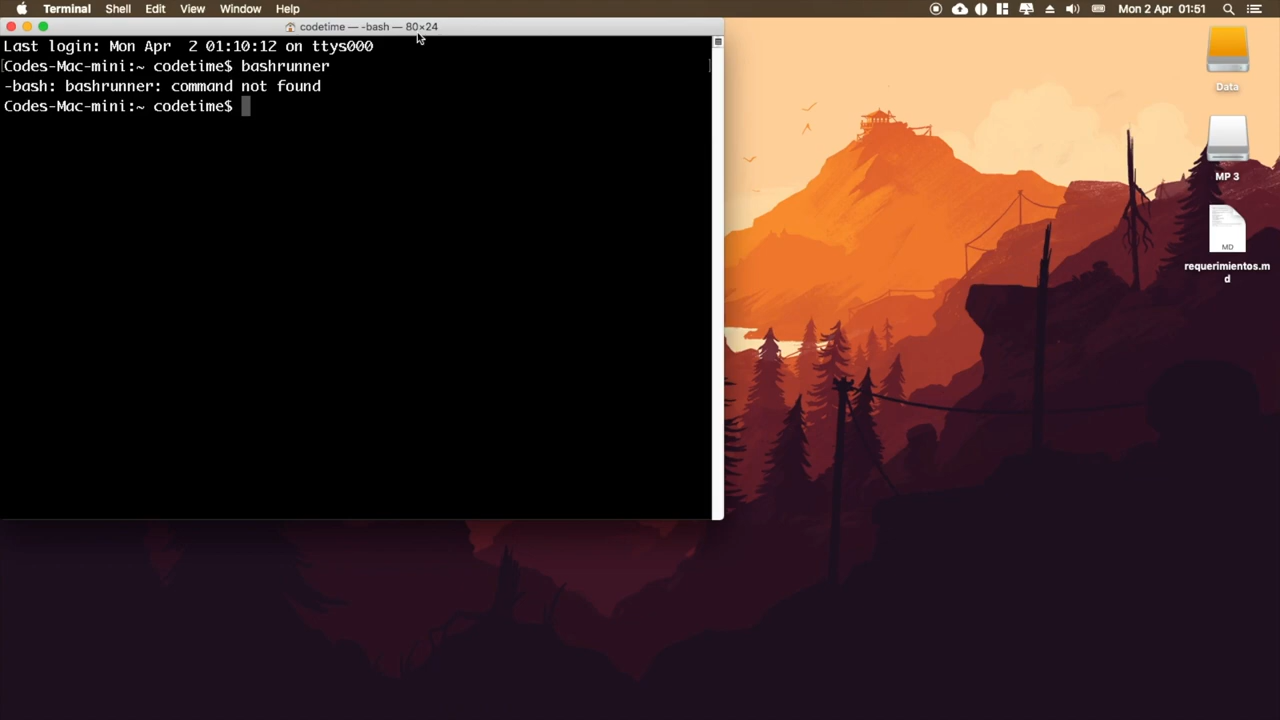 Terminal Shell Edit View Window Help Mon 2 Apr 01:51
codetime — -bash — 80×24
Last login: Mon Apr  2 01:10:12 on ttys000
[Codes-Mac-mini:~ codetime$ bashrunner ]
-bash: bashrunner: command not found
Codes-Mac-mini:~ codetime$
Data
MP 3
MD
requerimientos.m
d